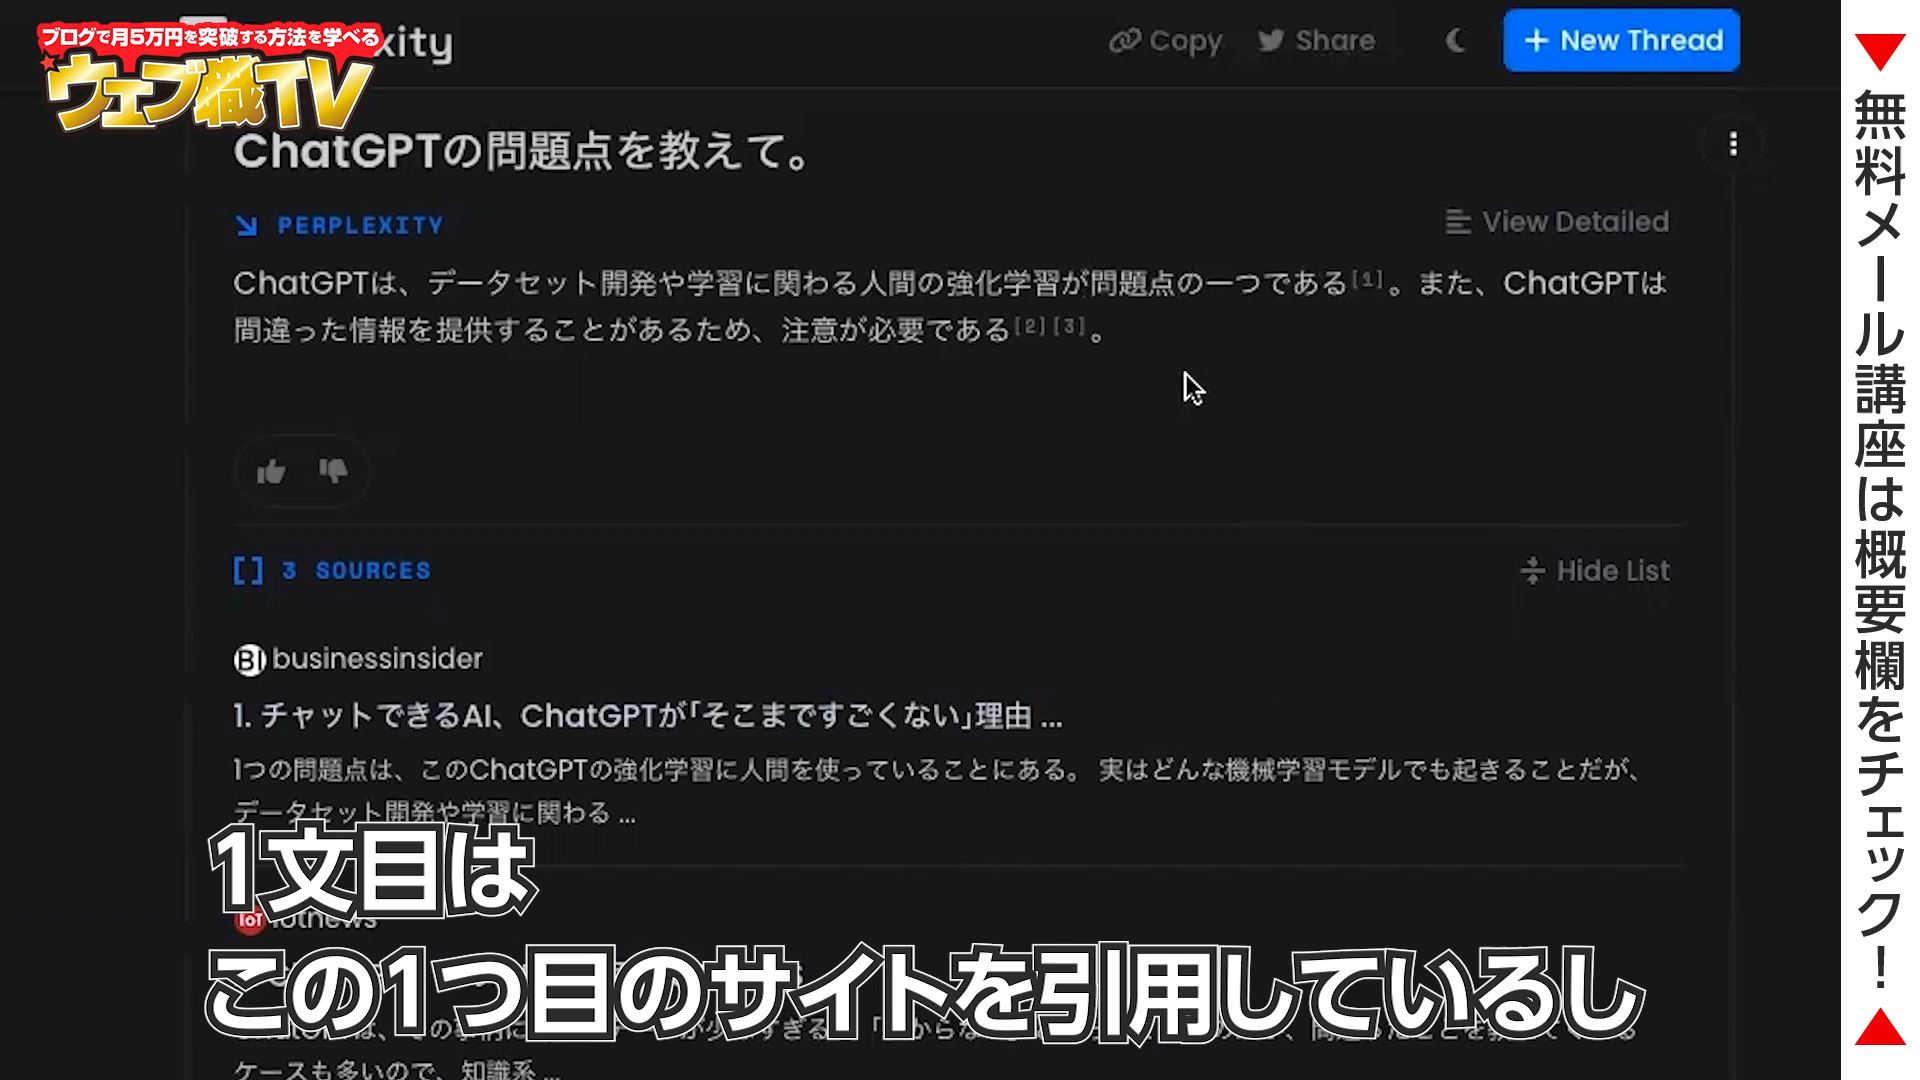 ブログで月5万円を突破する方法を学べる
ウェブ職TV
xity
Copy
Share
+ New Thread
ChatGPTの問題点を教えて。
PERPLEXITY
View Detailed
ChatGPTは、データセット開発や学習に関わる人間の強化学習が問題点の一つである[1]。また、ChatGPTは
間違った情報を提供することがあるため、注意が必要である[2][3]。
3 SOURCES
Hide List
businessinsider
1. チャットできるAI、ChatGPTが「そこまですごくない」理由 ...
1つの問題点は、このChatGPTの強化学習に人間を使っていることにある。 実はどんな機械学習モデルでも起きることだが、
データセット開発や学習に関わる ...
iotnews
1文目は
この1つ目のサイトを引用しているし
ケースも多いので、知識系 ...
▼無料メール講座は概要欄をチェック!▲